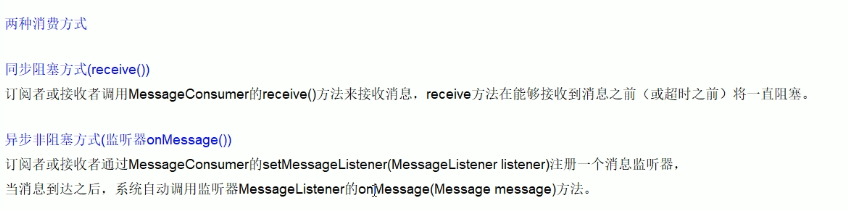 两种消费方式
同步阻塞方式(receive())
订阅者或接收者调用MessageConsumer的receive()方法来接收消息，receive方法在能够接收到消息之前（或超时之前）将一直阻塞。
异步非阻塞方式(监听器onMessage())
订阅者或接收者通过MessageConsumer的setMessageListener(MessageListener listener)注册一个消息监听器，
当消息到达之后，系统自动调用监听器MessageListener的onMessage(Message message)方法。